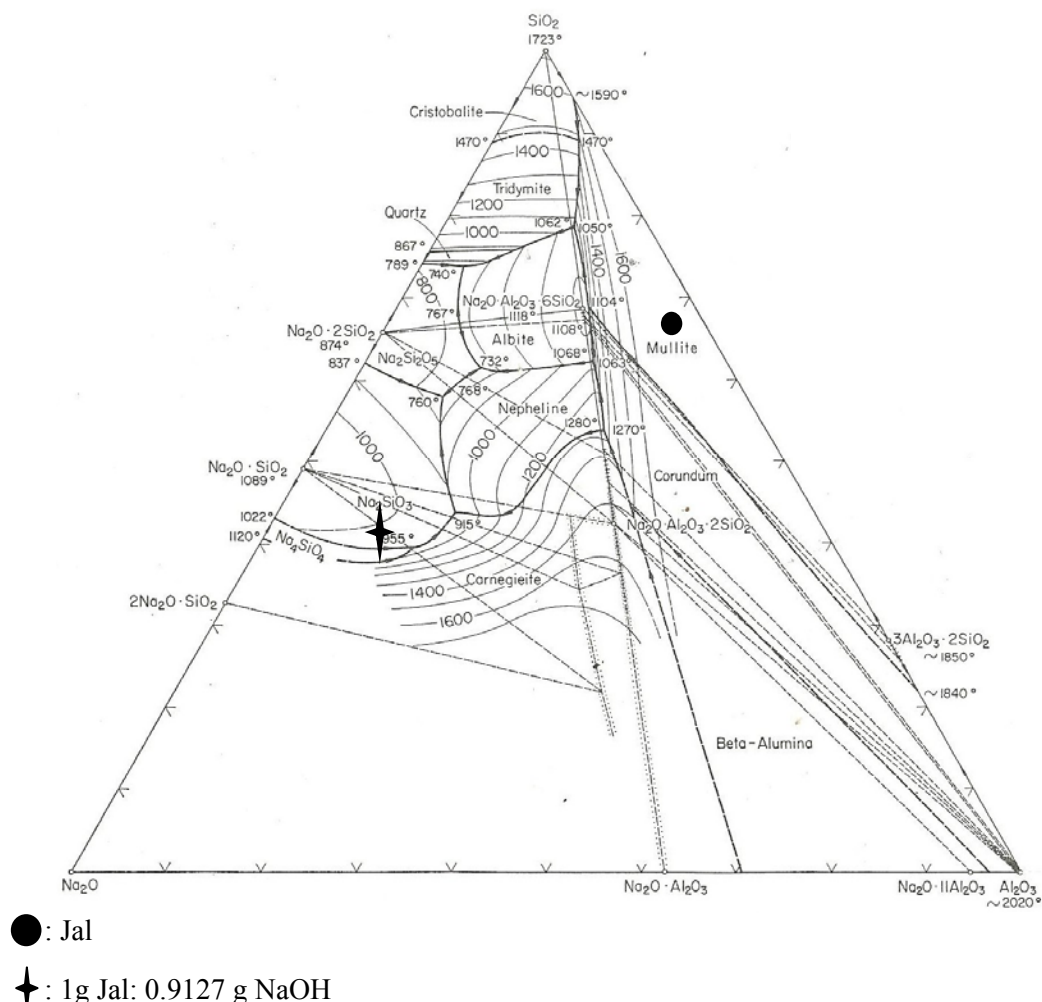 SiO₂
1723°
1600
~1590°
Cristobalite
1470°
1470°
1400
Tridymite
1200
Quartz
1062°
1050°
1000
867°
789°
740°
1400
1600°
800
Na₂O·Al₂O₃·6SiO₂
1104°
767°
1118°
Na₂O·2SiO₂
874°
1108°
Albite
Mullite
837°
Na₂Si₂O₅
732°
1068°
1063°
768°
760°
Nepheline
1280°
1270°
1000
1000
1200
Na₂O·SiO₂
1089°
Corundum
Na₂SiO₃
1022°
915°
Na₂O·Al₂O₃·2SiO₂
1120°
955°
Na₄SiO₄
Carnegieite
1400
2Na₂O·SiO₂
1600
3Al₂O₃·2SiO₂
~1850°
~1840°
Beta-Alumina
Na₂O
Na₂O·Al₂O₃
Na₂O·11Al₂O₃
Al₂O₃
~2020°
: Jal
: 1g Jal: 0.9127 g NaOH